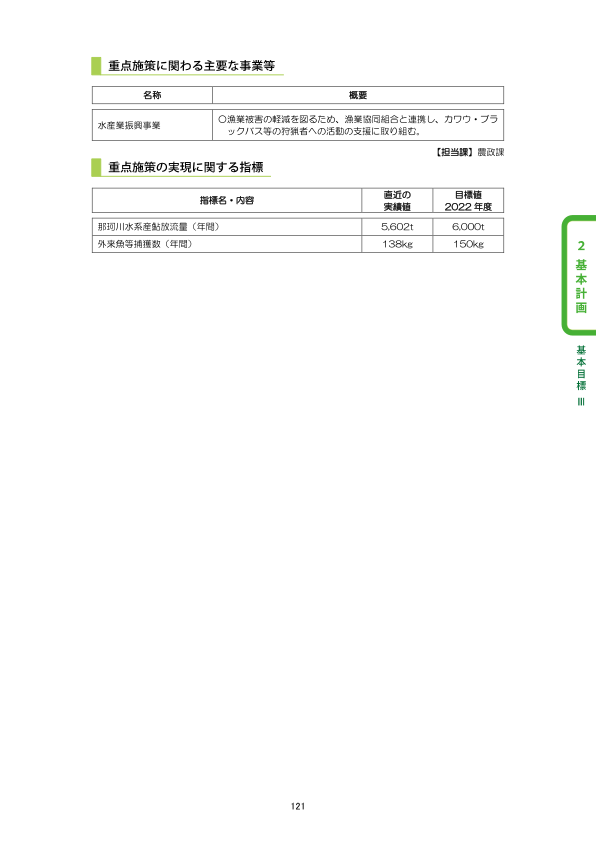 重点施策に関わる主要な事業等
名称 概要
水産業振興事業
〇漁業被害の軽減を図るため、漁業協同組合と連携し、カワウ・ブラ
ックバス等の狩猟者への活動の支援に取り組む。
【担当課】農政課
重点施策の実現に関する指標
指標名・内容
直近の
実績値
目標値
2022 年度
那珂川水系産鮎放流量（年間） 5,602t 6,000t
外来魚等捕獲数（年間） 138kg 150kg
2 基本計画
基本目標 Ⅲ
121